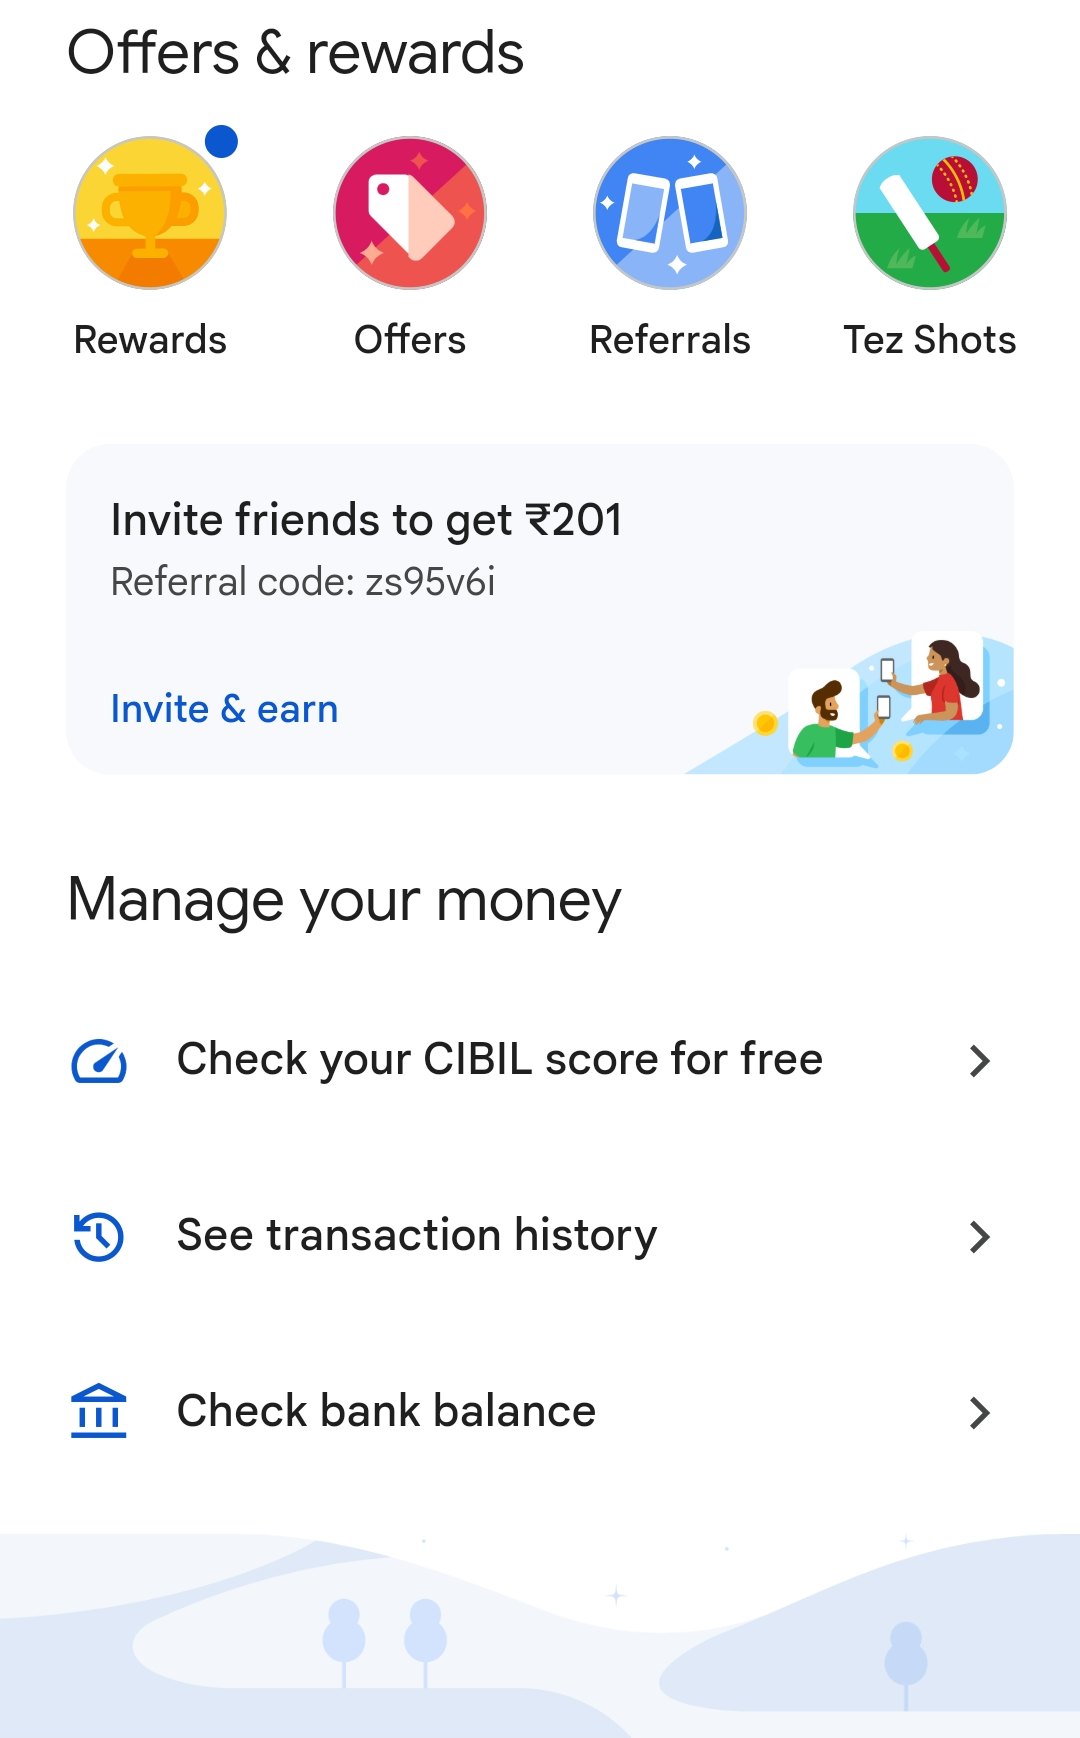 Offers & rewards
Rewards
Offers
Referrals
Tez Shots
Invite friends to get ₹201
Referral code: zs95v6i
Invite & earn
Manage your money
Check your CIBIL score for free
See transaction history
Check bank balance